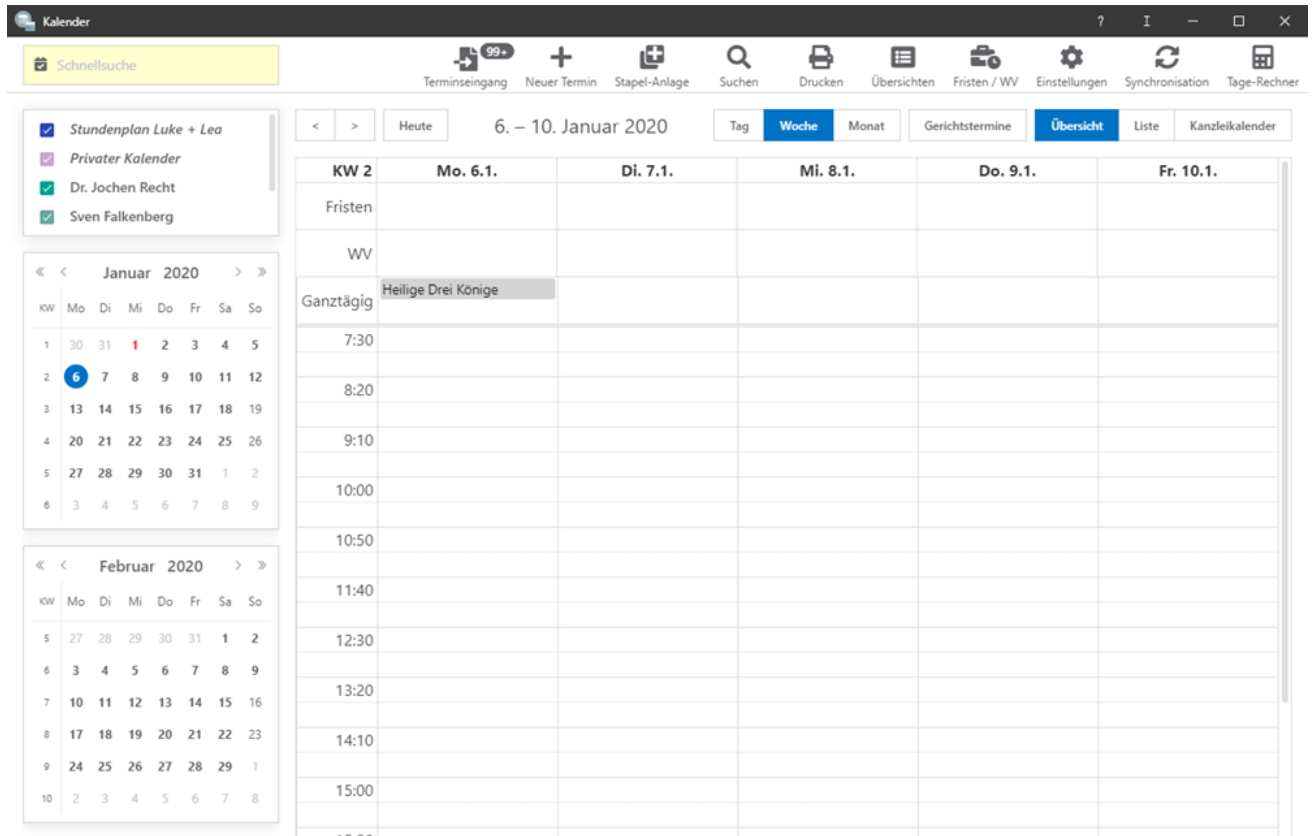 Kalender
Schnellsuche
99+
Terminseingang Neuer Termin Stapel-Anlage Suchen Drucken Übersichten Fristen / WV Einstellungen Synchronisation Tage-Rechner
Stundenplan Luke + Lea
Privater Kalender
Dr. Jochen Recht
Sven Falkenberg
< > Heute 6. – 10. Januar 2020 Tag Woche Monat Gerichtstermine Übersicht Liste Kanzleikalender
KW 2 Mo. 6.1. Di. 7.1. Mi. 8.1. Do. 9.1. Fr. 10.1.
Fristen
WV
Ganztägig Heilige Drei Könige
7:30
8:20
9:10
10:00
10:50
11:40
12:30
13:20
14:10
15:00
Januar 2020
KW Mo Di Mi Do Fr Sa So
1 30 31 1 2 3 4 5
2 6 7 8 9 10 11 12
3 13 14 15 16 17 18 19
4 20 21 22 23 24 25 26
5 27 28 29 30 31 1 2
6 3 4 5 6 7 8 9
Februar 2020
KW Mo Di Mi Do Fr Sa So
5 27 28 29 30 31 1 2
6 3 4 5 6 7 8 9
7 10 11 12 13 14 15 16
8 17 18 19 20 21 22 23
9 24 25 26 27 28 29 1
10 2 3 4 5 6 7 8